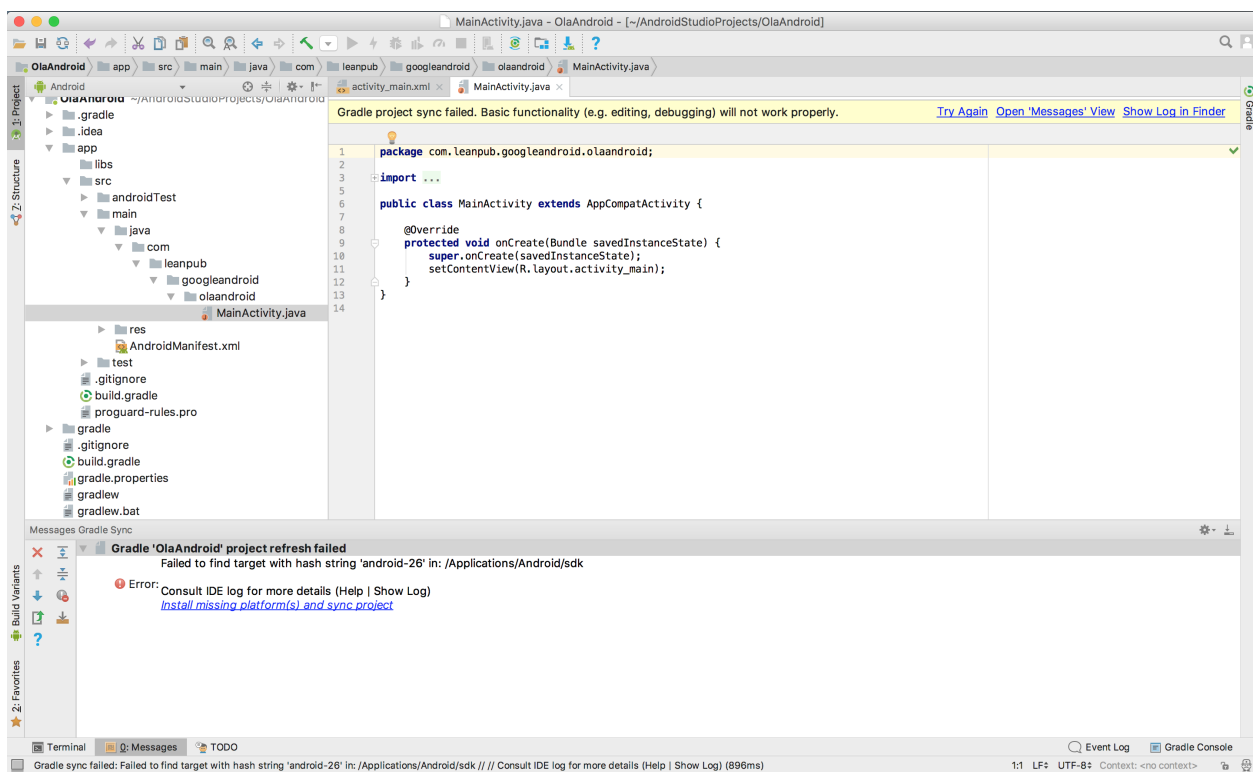 MainActivity.java - OlaAndroid - [~/AndroidStudioProjects/OlaAndroid]
OlaAndroid app src main java com leanpub googleandroid olaandroid MainActivity.java
1: Project
7: Structure
Build Variants
2: Favorites
Gradle
Android
OlaAndroid ~/AndroidStudioProjects/OlaAndroid
.gradle
.idea
app
libs
src
androidTest
main
java
com
leanpub
googleandroid
olaandroid
MainActivity.java
res
AndroidManifest.xml
test
.gitignore
build.gradle
proguard-rules.pro
gradle
.gitignore
build.gradle
gradle.properties
gradlew
gradlew.bat
activity_main.xml MainActivity.java
Gradle project sync failed. Basic functionality (e.g. editing, debugging) will not work properly. Try Again Open 'Messages' View Show Log in Finder
1 package com.leanpub.googleandroid.olaandroid;
2
3 import ...
5
6 public class MainActivity extends AppCompatActivity {
7
8 @Override
9 protected void onCreate(Bundle savedInstanceState) {
10 super.onCreate(savedInstanceState);
11 setContentView(R.layout.activity_main);
12 }
13 }
14
Messages Gradle Sync
Gradle 'OlaAndroid' project refresh failed
Failed to find target with hash string 'android-26' in: /Applications/Android/sdk
Error:
Consult IDE log for more details (Help | Show Log)
Install missing platform(s) and sync project
Terminal 0: Messages TODO Event Log Gradle Console
Gradle sync failed: Failed to find target with hash string 'android-26' in: /Applications/Android/sdk // // Consult IDE log for more details (Help | Show Log) (896ms) 1:1 LF UTF-8 Context: <no context>